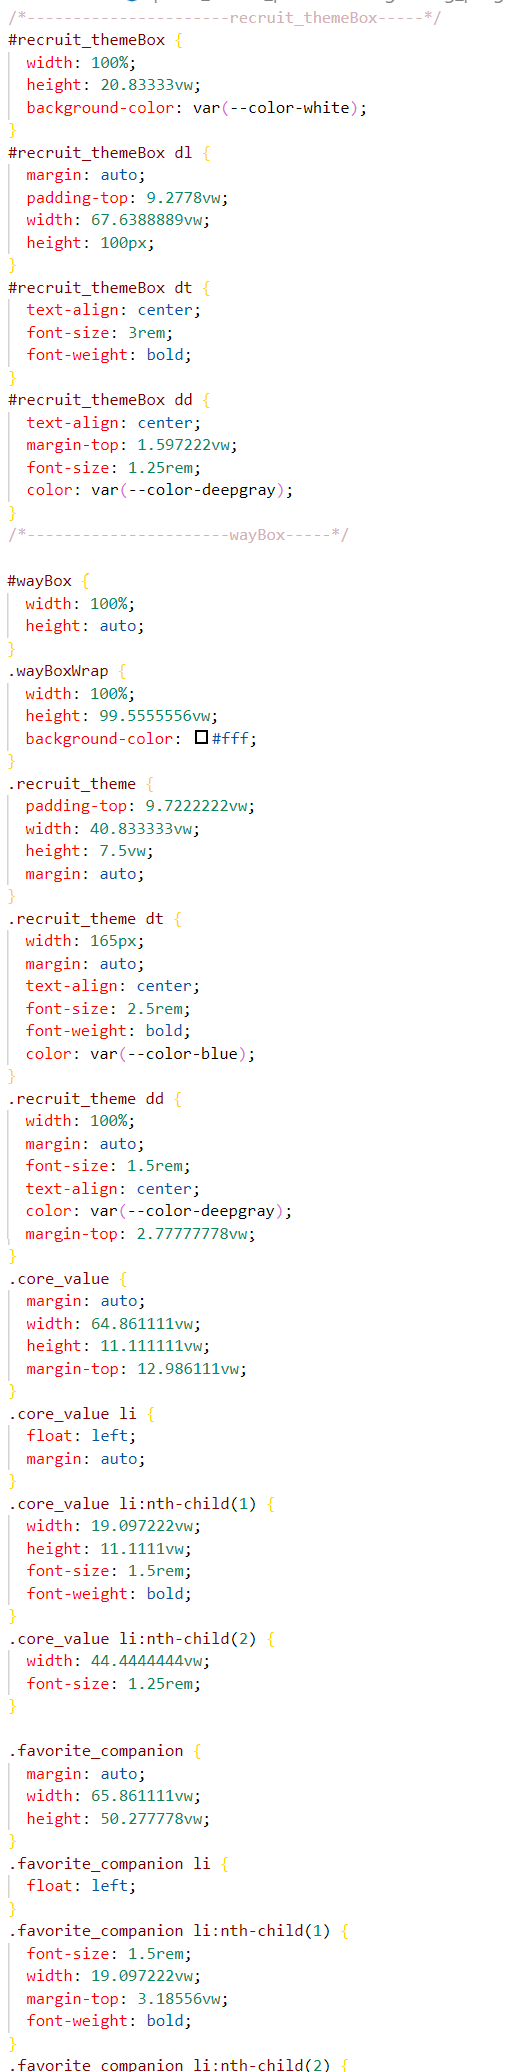 /*----------------------recruit_themeBox-----*/
#recruit_themeBox {
  width: 100%;
  height: 20.83333vw;
  background-color: var(--color-white);
}
#recruit_themeBox dl {
  margin: auto;
  padding-top: 9.2778vw;
  width: 67.6388889vw;
  height: 100px;
}
#recruit_themeBox dt {
  text-align: center;
  font-size: 3rem;
  font-weight: bold;
}
#recruit_themeBox dd {
  text-align: center;
  margin-top: 1.597222vw;
  font-size: 1.25rem;
  color: var(--color-deepgray);
}
/*----------------------wayBox-----*/

#wayBox {
  width: 100%;
  height: auto;
}
.wayBoxWrap {
  width: 100%;
  height: 99.5555556vw;
  background-color: #fff;
}
.recruit_theme {
  padding-top: 9.7222222vw;
  width: 40.833333vw;
  height: 7.5vw;
  margin: auto;
}
.recruit_theme dt {
  width: 165px;
  margin: auto;
  text-align: center;
  font-size: 2.5rem;
  font-weight: bold;
  color: var(--color-blue);
}
.recruit_theme dd {
  width: 100%;
  margin: auto;
  font-size: 1.5rem;
  text-align: center;
  color: var(--color-deepgray);
  margin-top: 2.77777778vw;
}
.core_value {
  margin: auto;
  width: 64.861111vw;
  height: 11.111111vw;
  margin-top: 12.986111vw;
}
.core_value li {
  float: left;
  margin: auto;
}
.core_value li:nth-child(1) {
  width: 19.097222vw;
  height: 11.1111vw;
  font-size: 1.5rem;
  font-weight: bold;
}
.core_value li:nth-child(2) {
  width: 44.4444444vw;
  font-size: 1.25rem;
}

.favorite_companion {
  margin: auto;
  width: 65.861111vw;
  height: 50.277778vw;
}
.favorite_companion li {
  float: left;
}
.favorite_companion li:nth-child(1) {
  font-size: 1.5rem;
  width: 19.097222vw;
  margin-top: 3.18556vw;
  font-weight: bold;
}
.favorite_companion li:nth-child(2) {